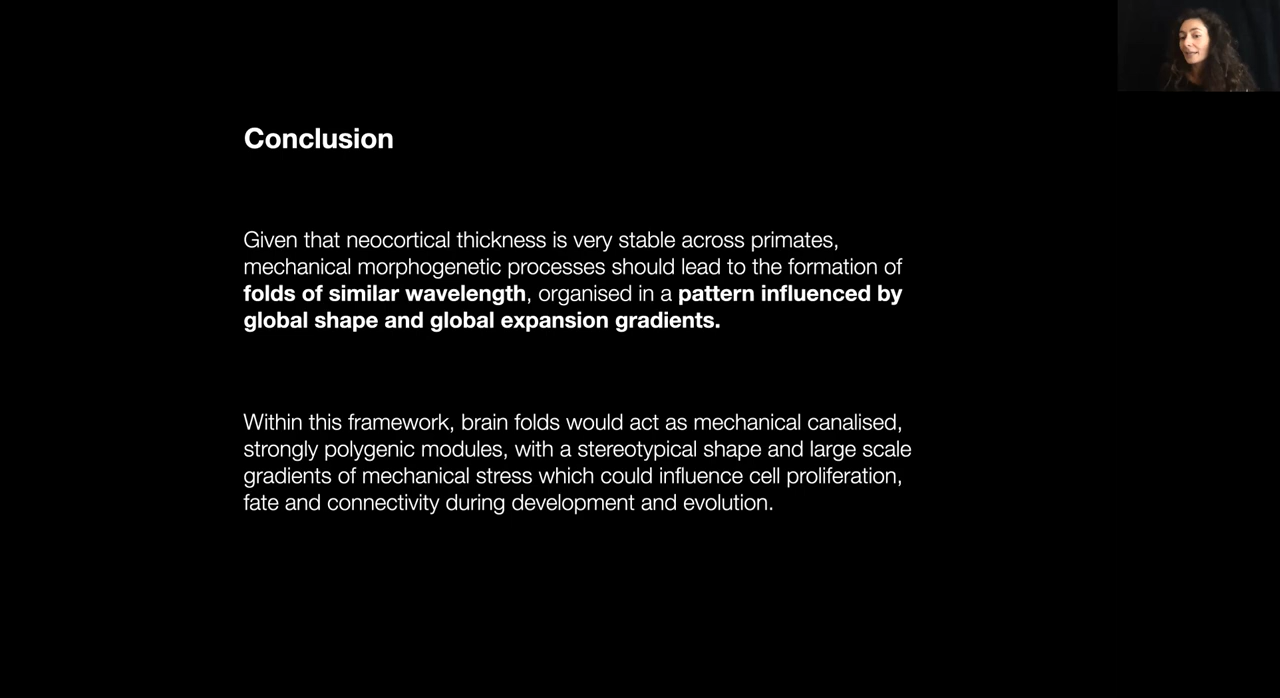 Conclusion
Given that neocortical thickness is very stable across primates,
mechanical morphogenetic processes should lead to the formation of
folds of similar wavelength, organised in a pattern influenced by
global shape and global expansion gradients.
Within this framework, brain folds would act as mechanical canalised,
strongly polygenic modules, with a stereotypical shape and large scale
gradients of mechanical stress which could influence cell proliferation,
fate and connectivity during development and evolution.